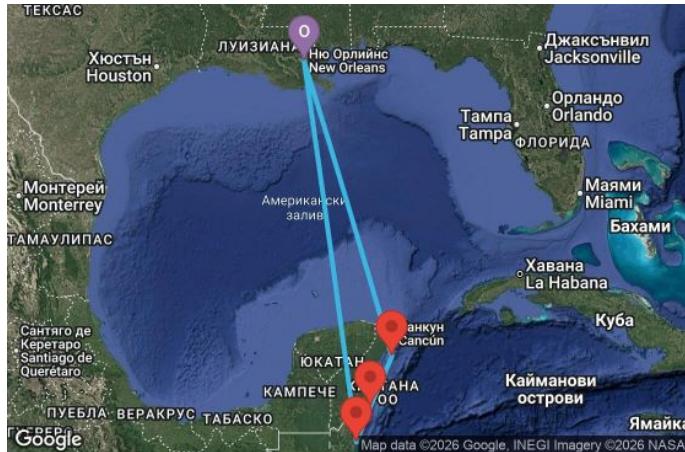 ТЕКСАС
O
ЛУИЗИАНА
Ню Орлийнс
New Orleans
Хюстън
Houston
Джаксънвил
Jacksonville
Орландо
Orlando
Тампа
Tampa
ФЛОРИДА
Монтерей
Monterrey
Американски
залив
Маями
Miami
Бахами
ТАМАУЛИПАС
Хавана
La Habana
Куба
Сантяго де
Керетаро
Santiago de
Querétaro
Cancún
ЮКАТАН
КАМПЕЧЕ
ОО
Кайманови
острови
ПУЕБЛА
ВЕРАКРУС
ТАБАСКО
Ямайка
Google
Map data ©2026 Google, INEGI Imagery ©2026 NASA